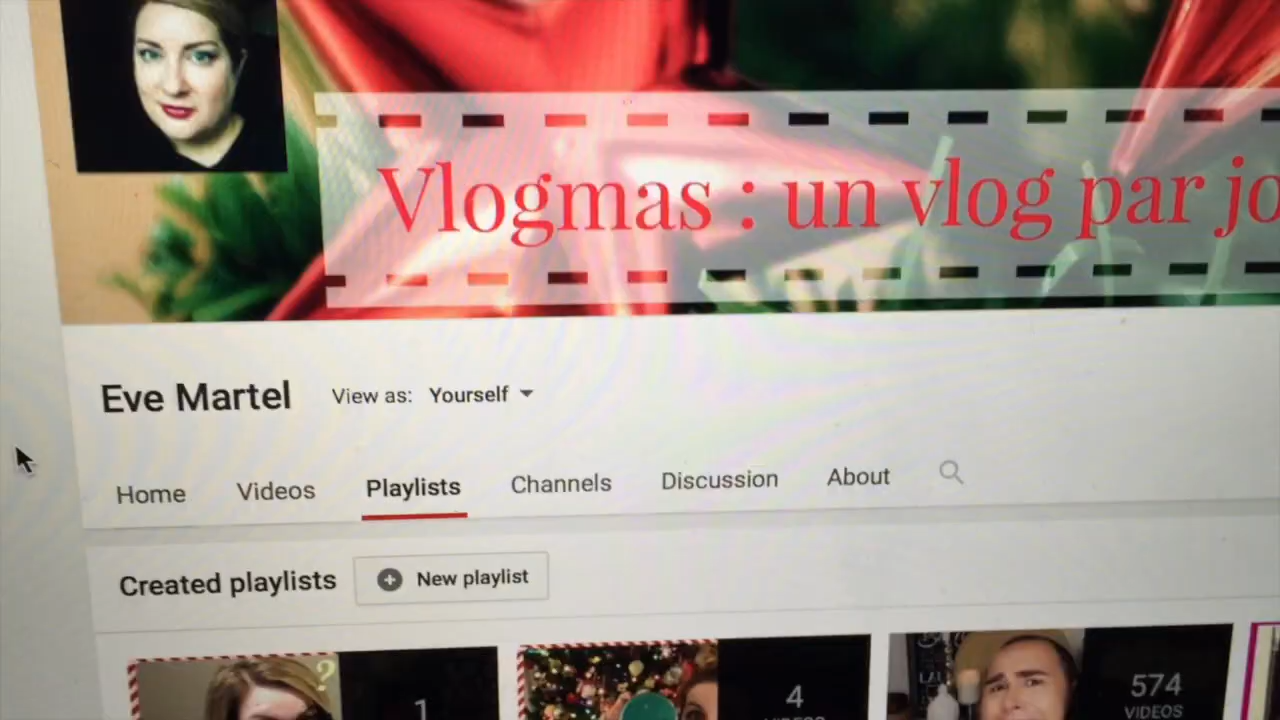 Vlogmas : un vlog par jo
Eve Martel
View as: Yourself
Home Videos Playlists Channels Discussion About
Created playlists
New playlist
?
1
4
VIDEOS
574
VIDEOS